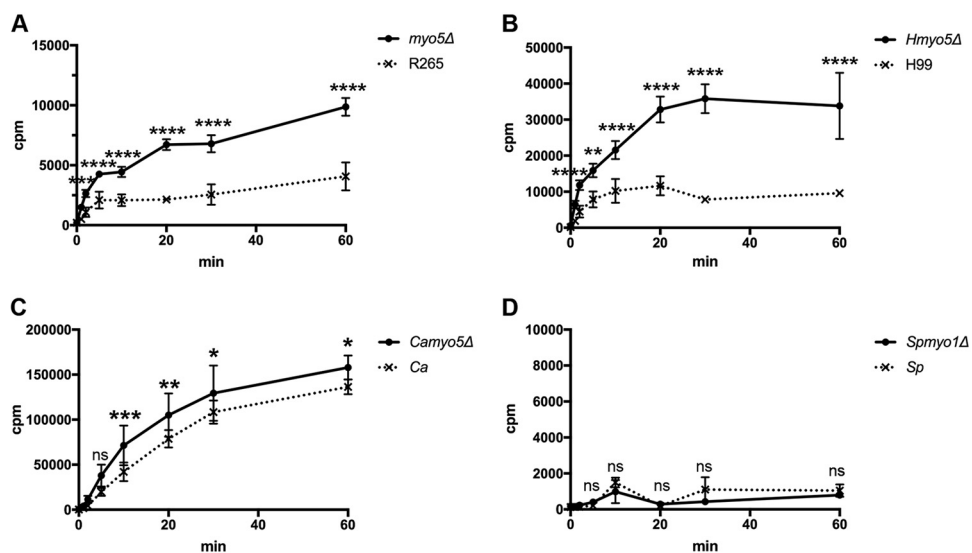 A
myo5Δ
R265
15000
10000
5000
0
cpm
***
****
****
****
****
****
0
20
40
60
min
B
Hmyo5Δ
H99
50000
40000
30000
20000
10000
0
cpm
****
**
****
****
****
****
0
20
40
60
min
C
Camyo5Δ
Ca
200000
150000
100000
50000
0
cpm
ns
***
**
*
*
0
20
40
60
min
D
Spmyo1Δ
Sp
10000
8000
6000
4000
2000
0
cpm
ns
ns
ns
ns
ns
0
20
40
60
min